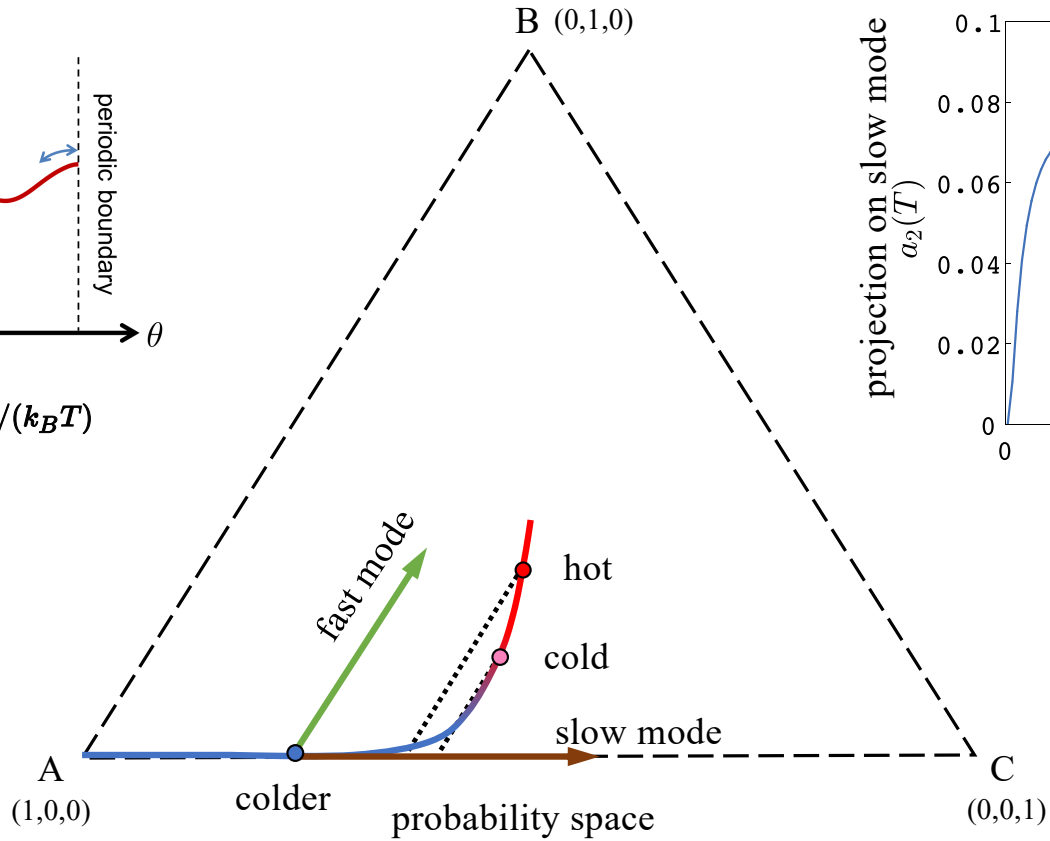 B (0,1,0)
periodic boundary
θ
/(k_BT)
projection on slow mode
a_2(T)
0.1
0.08
0.06
0.04
0.02
0
0
fast mode
hot
cold
slow mode
A
(1,0,0)
colder
probability space
C
(0,0,1)